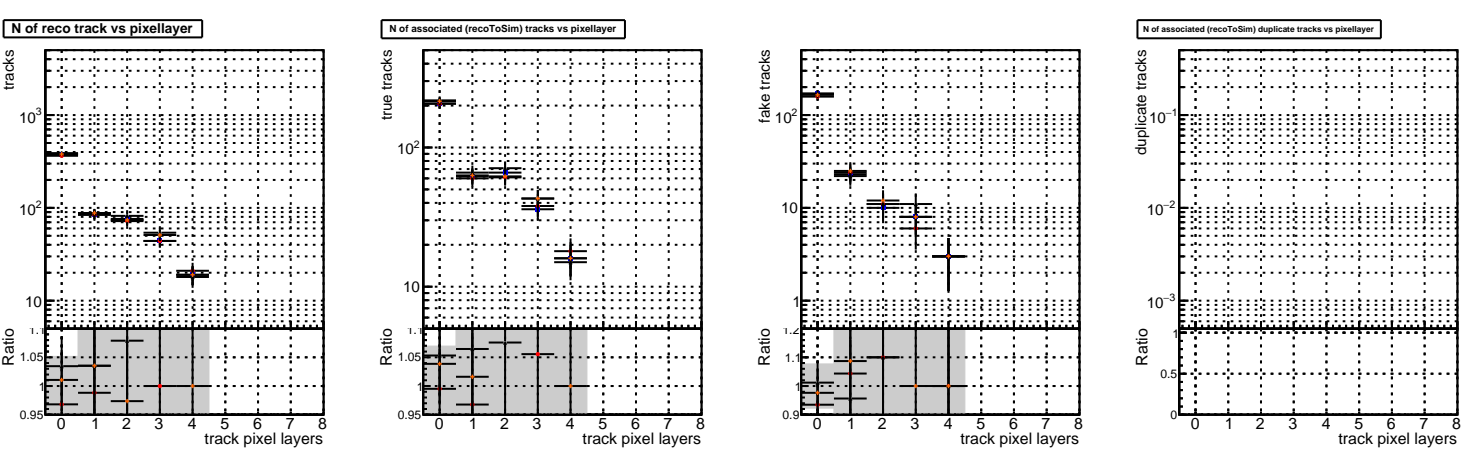 N of reco track vs pixellayer
tracks
10³
10²
10
Ratio
1.1
1.05
1
0.95
0 1 2 3 4 5 6 7 8
track pixel layers
N of associated (recoToSim) tracks vs pixellayer
true tracks
10²
10
Ratio
1.1
1.05
1
0.95
0 1 2 3 4 5 6 7 8
track pixel layers
fake tracks
10²
10
1
Ratio
1.2
1.1
1
0.9
0 1 2 3 4 5 6 7 8
track pixel layers
N of associated (recoToSim) duplicate tracks vs pixellayer
duplicate tracks
10⁻¹
10⁻²
10⁻³
Ratio
1
0.5
0
0 1 2 3 4 5 6 7 8
track pixel layers